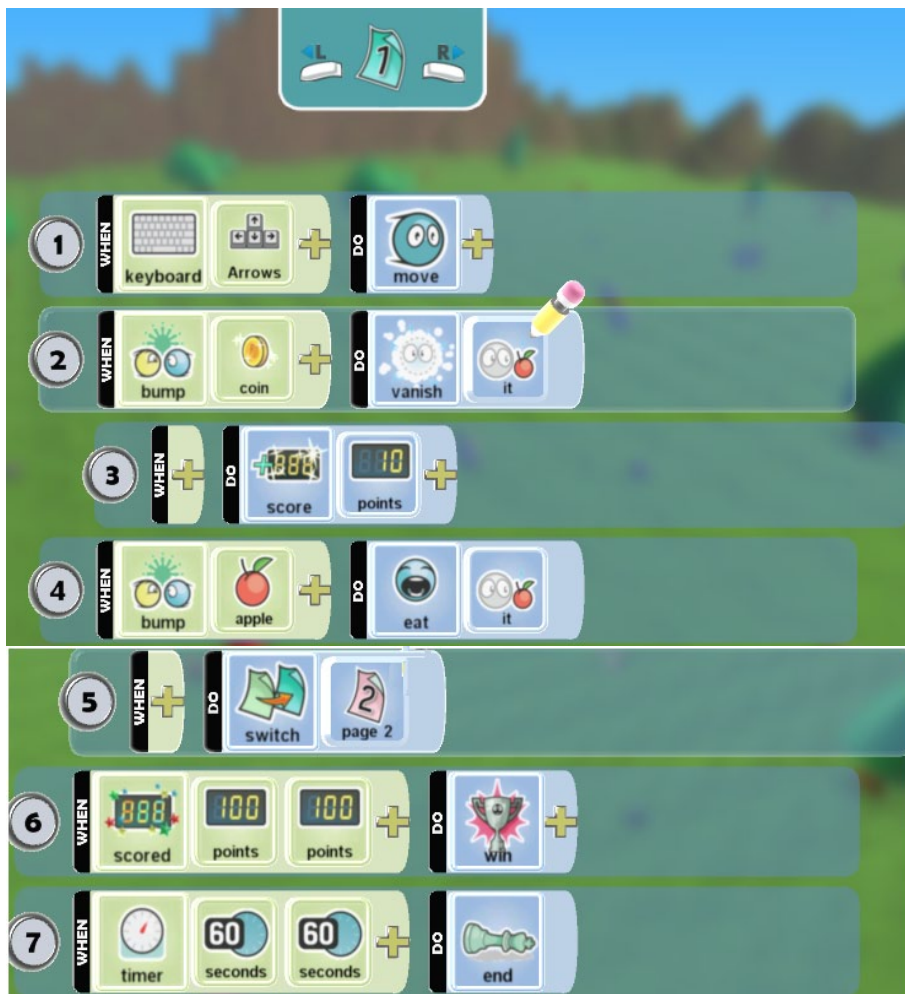 L 1 R
1 WHEN keyboard Arrows DO move
2 WHEN bump coin DO vanish it
3 WHEN DO score 10 points
4 WHEN bump apple DO eat it
5 WHEN DO switch 2 page 2
6 WHEN scored 100 points 100 points DO win
7 WHEN timer 60 seconds 60 seconds DO end